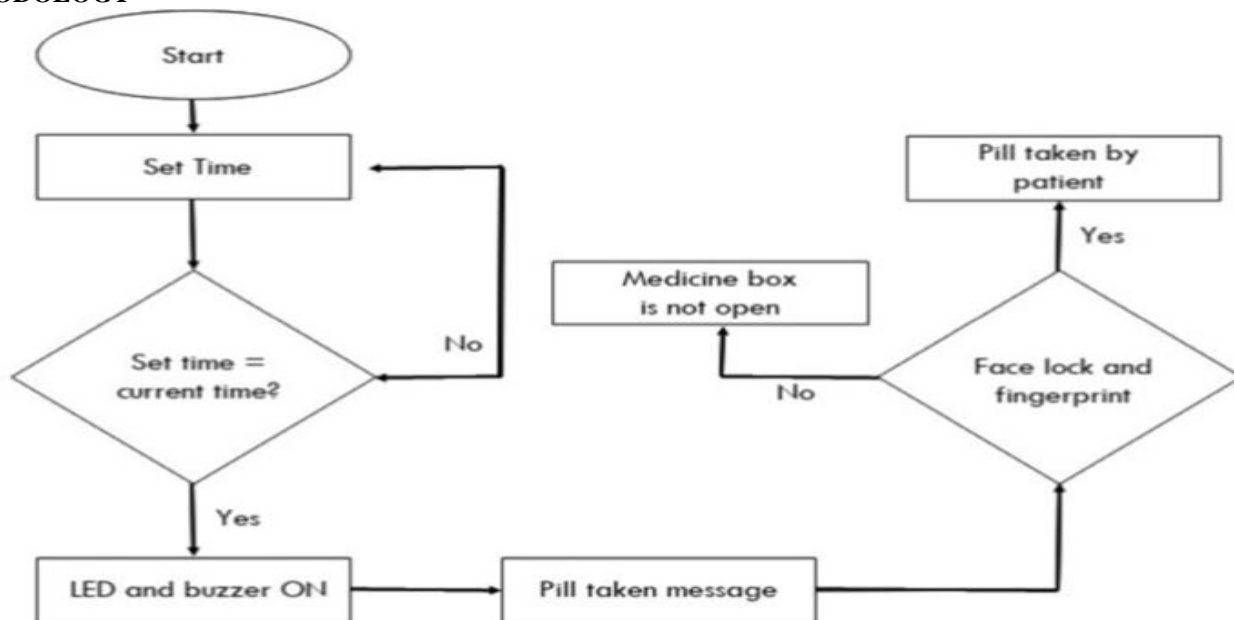 Start
Set Time
Set time =
current time?
No
Yes
LED and buzzer ON
Pill taken message
Face lock and
fingerprint
No
Medicine box
is not open
Yes
Pill taken by
patient